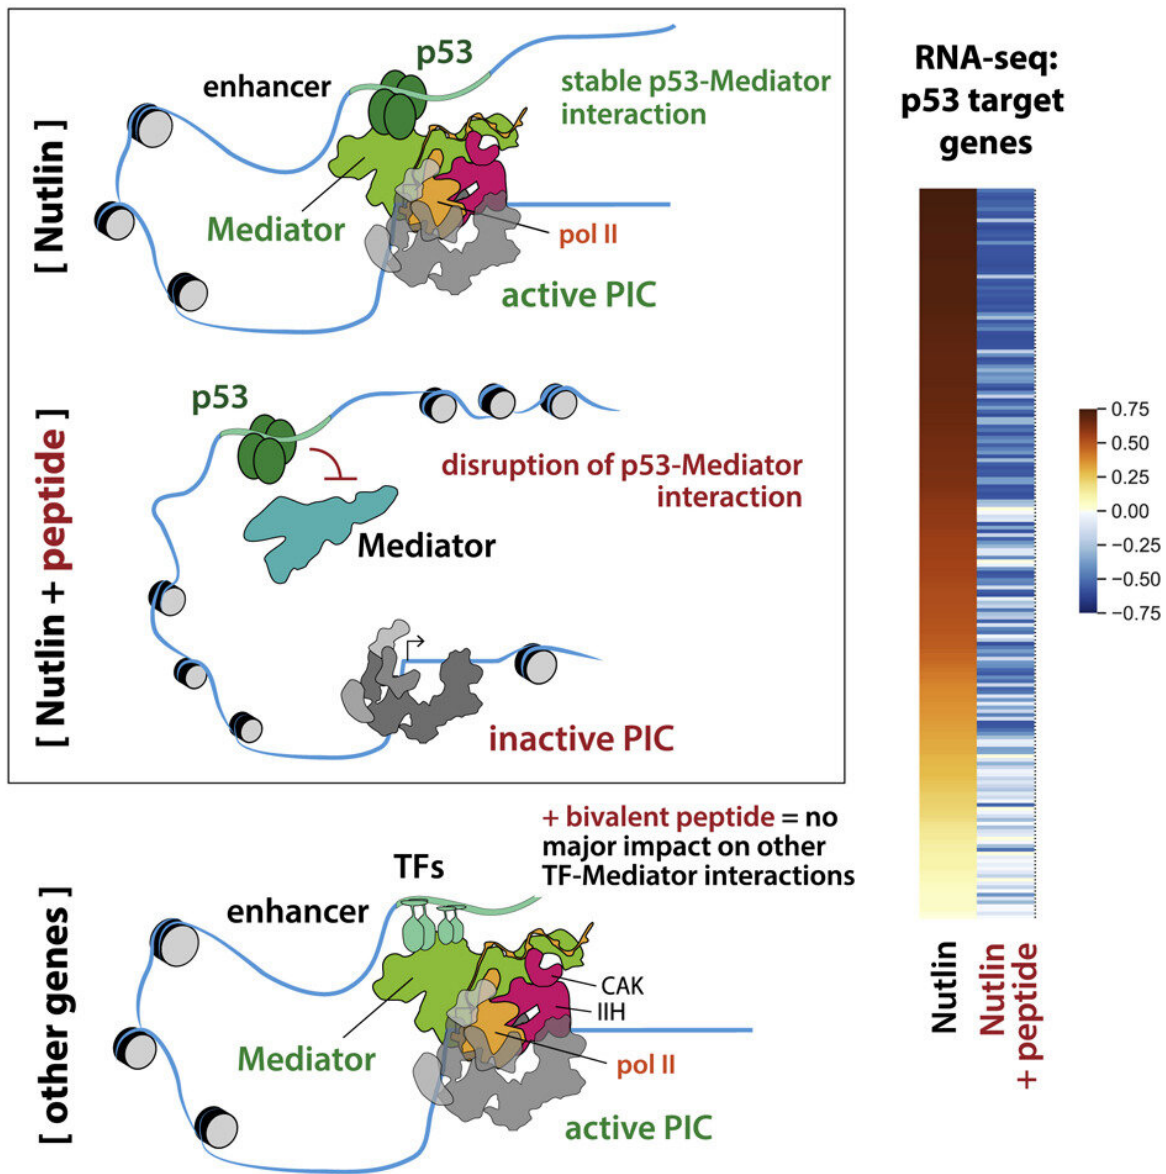 [ Nutlin ]
enhancer
p53
stable p53-Mediator
interaction
Mediator
pol II
active PIC
[ Nutlin + peptide ]
p53
disruption of p53-Mediator
interaction
Mediator
inactive PIC
[ other genes ]
+ bivalent peptide = no
major impact on other
TF-Mediator interactions
TFs
enhancer
CAK
IIH
Mediator
pol II
active PIC
RNA-seq:
p53 target
genes
0.75
0.50
0.25
0.00
−0.25
−0.50
−0.75
Nutlin
Nutlin
+ peptide